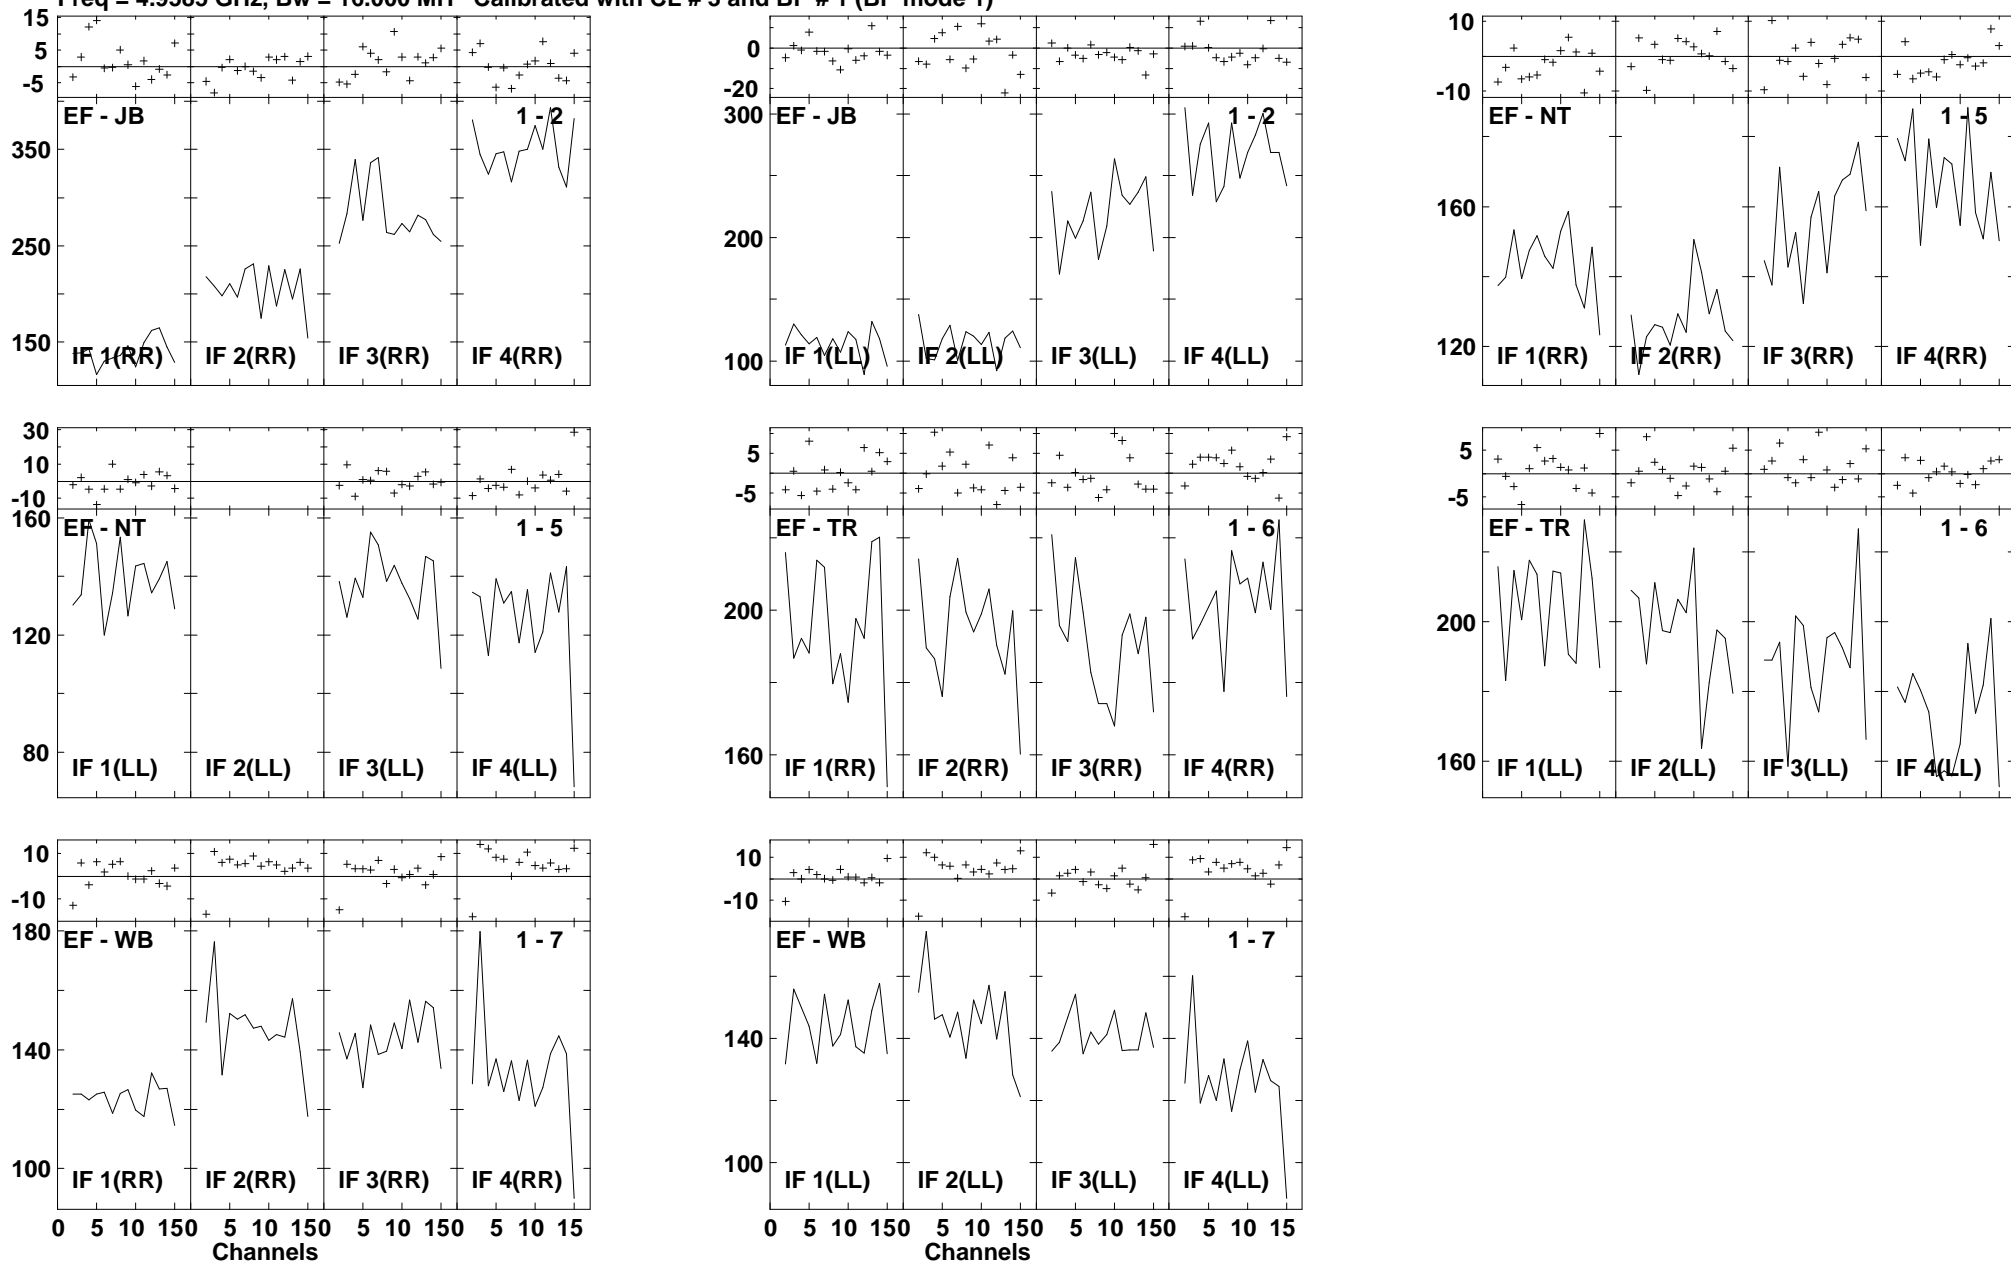 Freq = 4.9585 GHz, Bw = 16.000 MH Calibrated with CL # 3 and BP # 1 (BP mode 1)
15 5 -5
0 -20
10 -10
EF - JB 1 - 2
EF - JB 1 - 2
EF - NT 1 - 5
350 250 150
300 200 100
160 120
IF 1(RR) IF 2(RR) IF 3(RR) IF 4(RR)
IF 1(LL) IF 2(LL) IF 3(LL) IF 4(LL)
IF 1(RR) IF 2(RR) IF 3(RR) IF 4(RR)
30 10 -10
5 -5
5 -5
EF - NT 1 - 5
EF - TR 1 - 6
EF - TR 1 - 6
160 120 80
200 160
200 160
IF 1(LL) IF 2(LL) IF 3(LL) IF 4(LL)
IF 1(RR) IF 2(RR) IF 3(RR) IF 4(RR)
IF 1(LL) IF 2(LL) IF 3(LL) IF 4(LL)
10 -10
10 -10
EF - WB 1 - 7
EF - WB 1 - 7
180 140 100
140 100
IF 1(RR) IF 2(RR) IF 3(RR) IF 4(RR)
IF 1(LL) IF 2(LL) IF 3(LL) IF 4(LL)
0 5 10 150 5 10 150 5 10 150 5 10 15
0 5 10 150 5 10 150 5 10 150 5 10 15
Channels
Channels